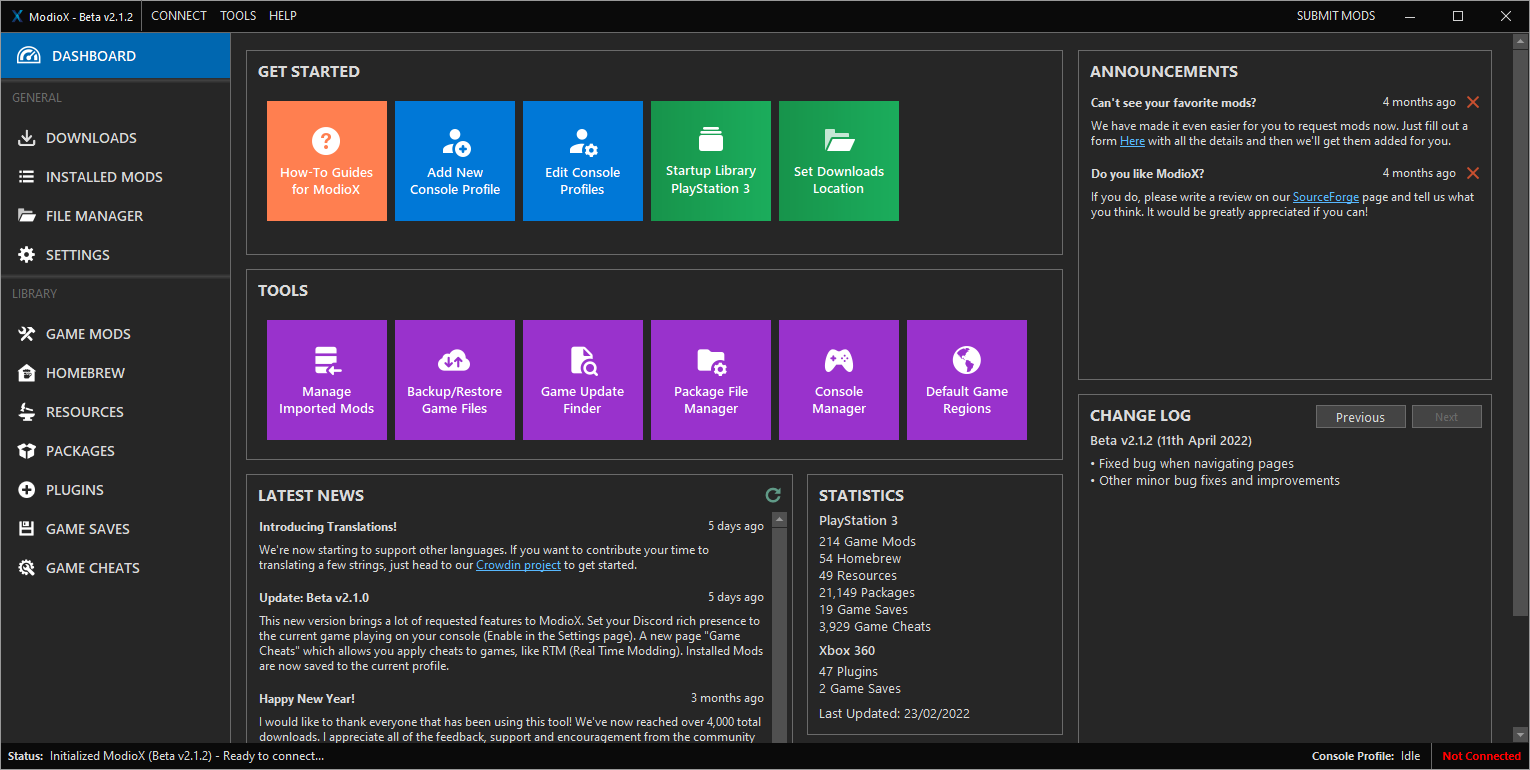 ModioX - Beta v2.1.2
CONNECT TOOLS HELP
SUBMIT MODS
DASHBOARD
GENERAL
DOWNLOADS
INSTALLED MODS
FILE MANAGER
SETTINGS
LIBRARY
GAME MODS
HOMEBREW
RESOURCES
PACKAGES
PLUGINS
GAME SAVES
GAME CHEATS
GET STARTED
How-To Guides
for ModioX
Add New
Console Profile
Edit Console
Profiles
Startup Library
PlayStation 3
Set Downloads
Location
TOOLS
Manage
Imported Mods
Backup/Restore
Game Files
Game Update
Finder
Package File
Manager
Console
Manager
Default Game
Regions
LATEST NEWS
Introducing Translations! 5 days ago
We're now starting to support other languages. If you want to contribute your time to
translating a few strings, just head to our Crowdin project to get started.
Update: Beta v2.1.0 5 days ago
This new version brings a lot of requested features to ModioX. Set your Discord rich presence to
the current game playing on your console (Enable in the Settings page). A new page "Game
Cheats" which allows you apply cheats to games, like RTM (Real Time Modding). Installed Mods
are now saved to the current profile.
Happy New Year! 3 months ago
I would like to thank everyone that has been using this tool! We've now reached over 4,000 total
downloads. I appreciate all of the feedback, support and encouragement from the community
STATISTICS
PlayStation 3
214 Game Mods
54 Homebrew
49 Resources
21,149 Packages
19 Game Saves
3,929 Game Cheats
Xbox 360
47 Plugins
2 Game Saves
Last Updated: 23/02/2022
ANNOUNCEMENTS
Can't see your favorite mods? 4 months ago
We have made it even easier for you to request mods now. Just fill out a
form Here with all the details and then we'll get them added for you.
Do you like ModioX? 4 months ago
If you do, please write a review on our SourceForge page and tell us what
you think. It would be greatly appreciated if you can!
CHANGE LOG
Previous
Next
Beta v2.1.2 (11th April 2022)
• Fixed bug when navigating pages
• Other minor bug fixes and improvements
Status: Initialized ModioX (Beta v2.1.2) - Ready to connect...
Console Profile: Idle
Not Connected